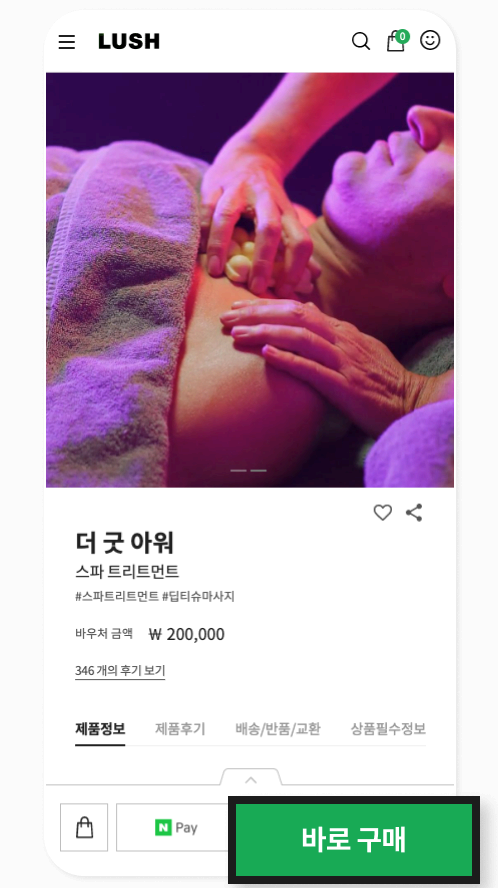 LUSH
0
더 굿 아워
스파 트리트먼트
#스파트리트먼트 #딥티슈마사지
바우처 금액 ₩ 200,000
346 개의 후기 보기
제품정보 제품후기 배송/반품/교환 상품필수정보
N Pay
바로 구매